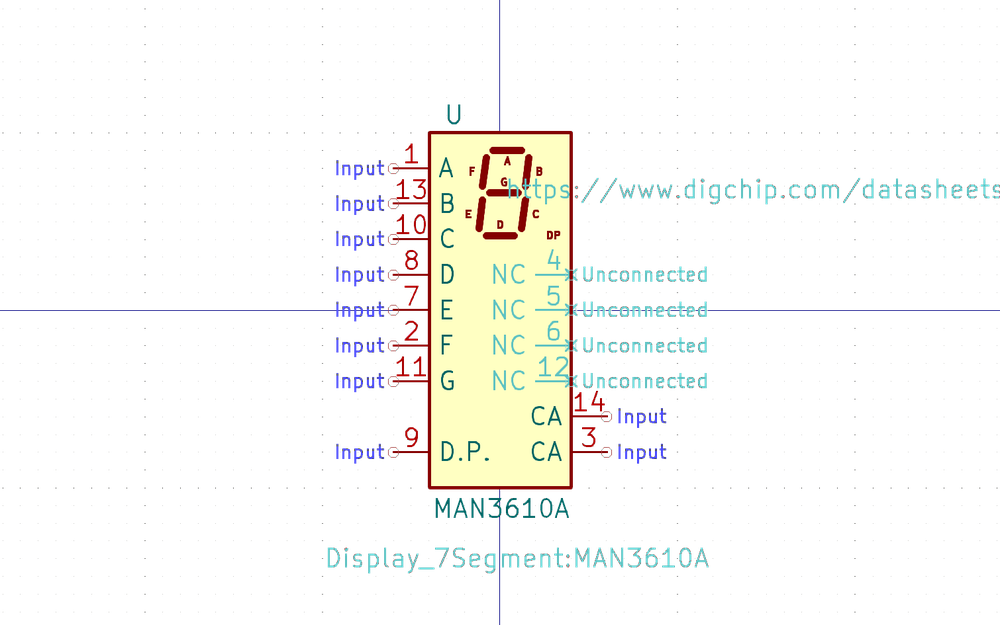 U
A
F B
G
https://www.digchip.com/datasheets
E C
D
DP
Input 1 A
Input 13 B
Input 10 C
Input 8 D NC 4 Unconnected
Input 7 E NC 5 Unconnected
Input 2 F NC 6 Unconnected
Input 11 G NC 12 Unconnected
CA 14 Input
Input 9 D.P. CA 3 Input
MAN3610A
Display_7Segment:MAN3610A